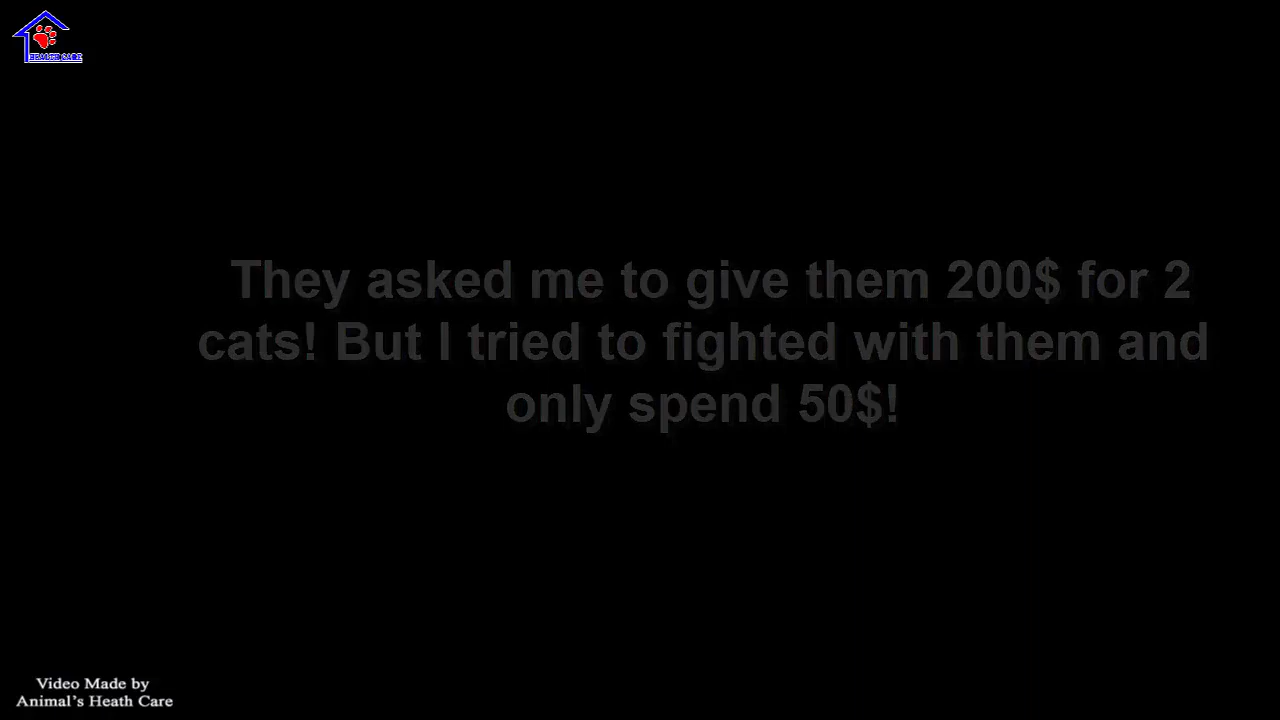 They asked me to give them 200$ for 2
cats! But I tried to fighted with them and
only spend 50$!
Video Made by
Animal's Heath Care